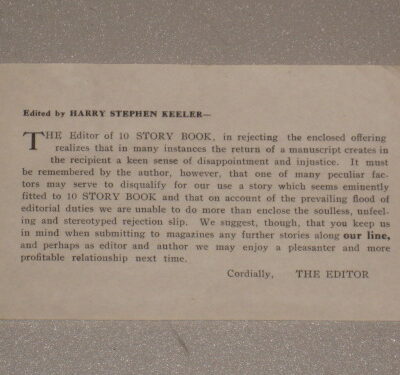 Edited by HARRY STEPHEN KEELER—
THE Editor of 10 STORY BOOK, in rejecting the enclosed offering
realizes that in many instances the return of a manuscript creates in
the recipient a keen sense of disappointment and injustice. It must
be remembered by the author, however, that one of many peculiar fac-
tors may serve to disqualify for our use a story which seems eminently
fitted to 10 STORY BOOK and that on account of the prevailing flood of
editorial duties we are unable to do more than enclose the soulless, unfeel-
ing and stereotyped rejection slip. We suggest, though, that you keep us
in mind when submitting to magazines any further stories along our line,
and perhaps as editor and author we may enjoy a pleasanter and more
profitable relationship next time.
Cordially, THE EDITOR